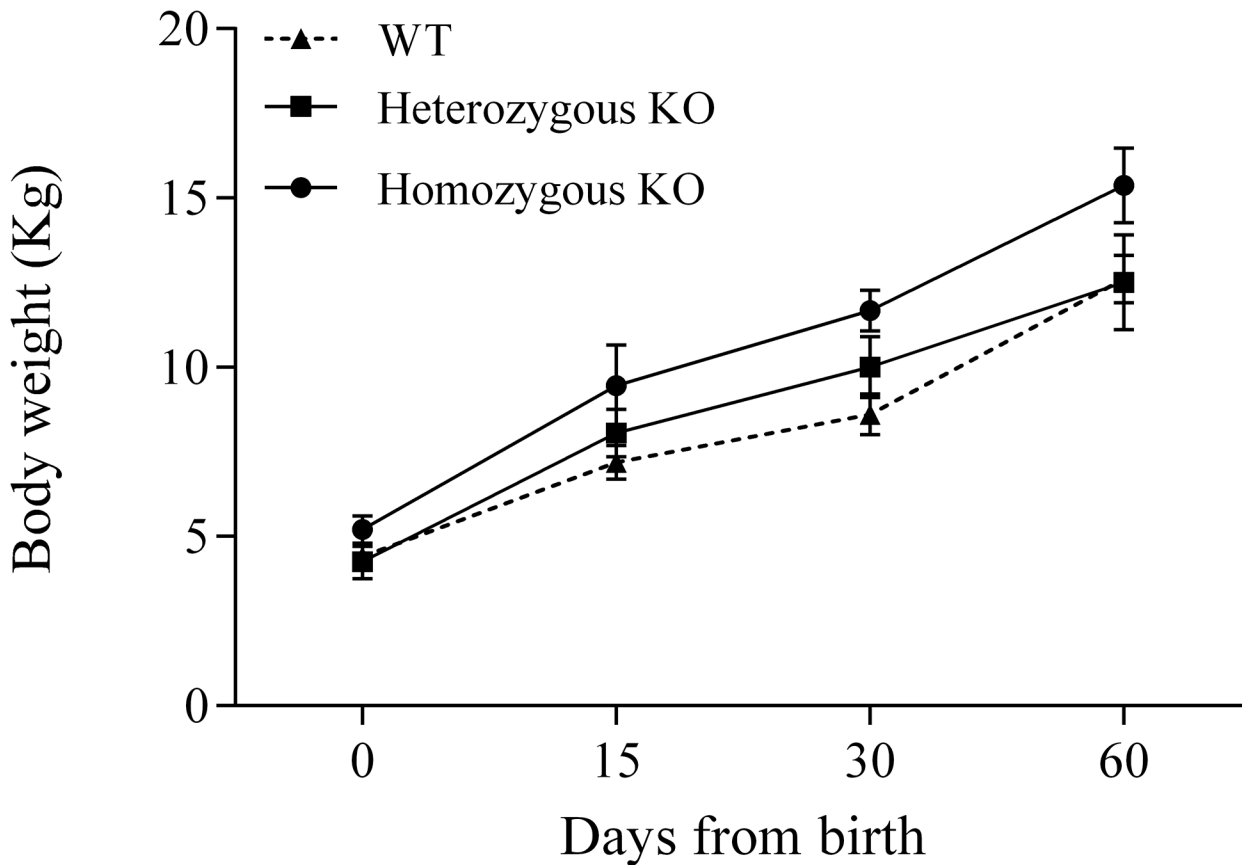 20
15
10
5
0
Body weight (Kg)
WT
Heterozygous KO
Homozygous KO
0 15 30 60
Days from birth